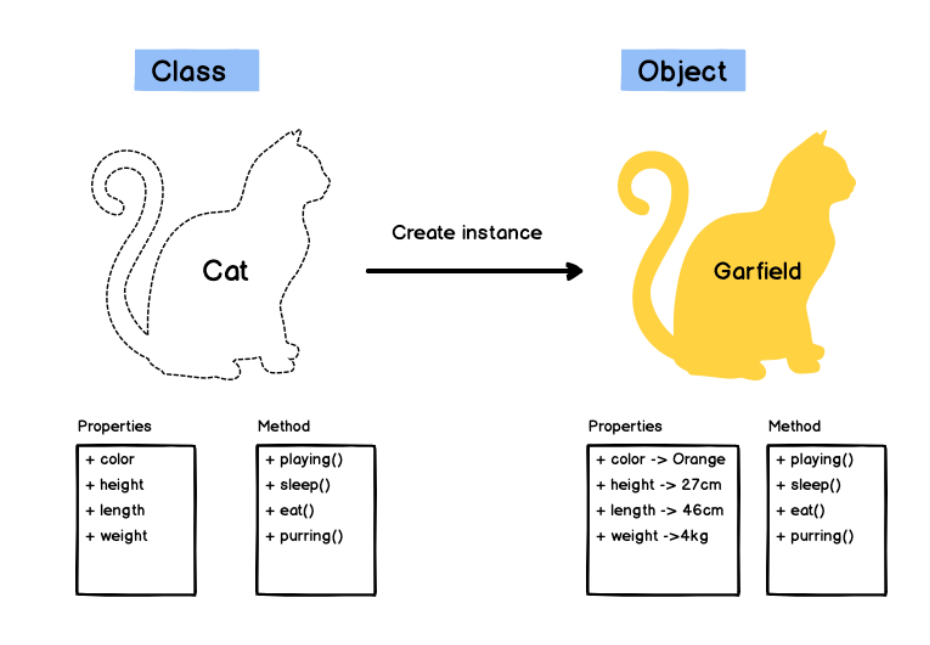 Class
Object
Cat
Create instance
Garfield
Properties
+ color
+ height
+ length
+ weight
Method
+ playing()
+ sleep()
+ eat()
+ purring()
Properties
+ color -> Orange
+ height -> 27cm
+ length -> 46cm
+ weight ->4kg
Method
+ playing()
+ sleep()
+ eat()
+ purring()